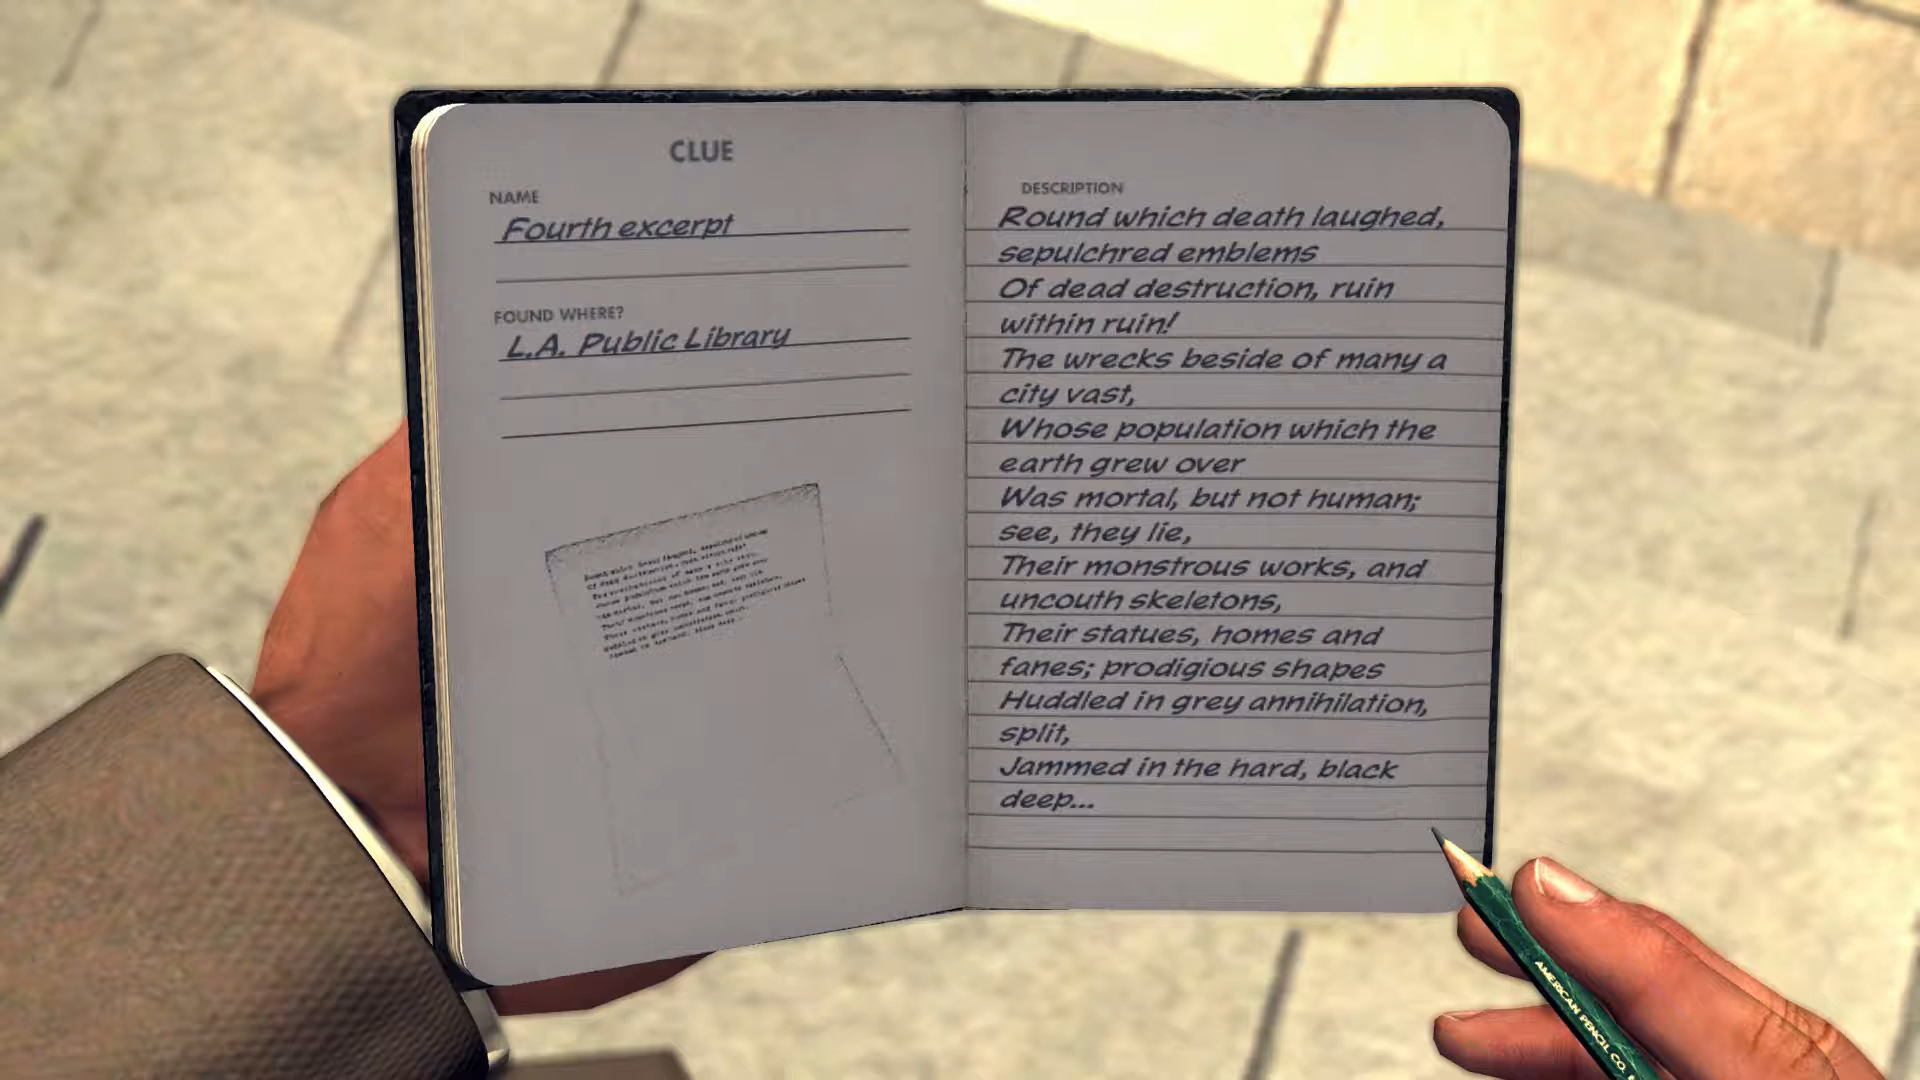 CLUE
NAME
Fourth excerpt
FOUND WHERE?
L.A. Public Library
DESCRIPTION
Round which death laughed,
sepulchred emblems
Of dead destruction, ruin
within ruin!
The wrecks beside of many a
city vast,
Whose population which the
earth grew over
Was mortal, but not human;
see, they lie,
Their monstrous works, and
uncouth skeletons,
Their statues, homes and
fanes; prodigious shapes
Huddled in grey annihilation,
split,
Jammed in the hard, black
deep...
AMERICAN PENCIL CO.